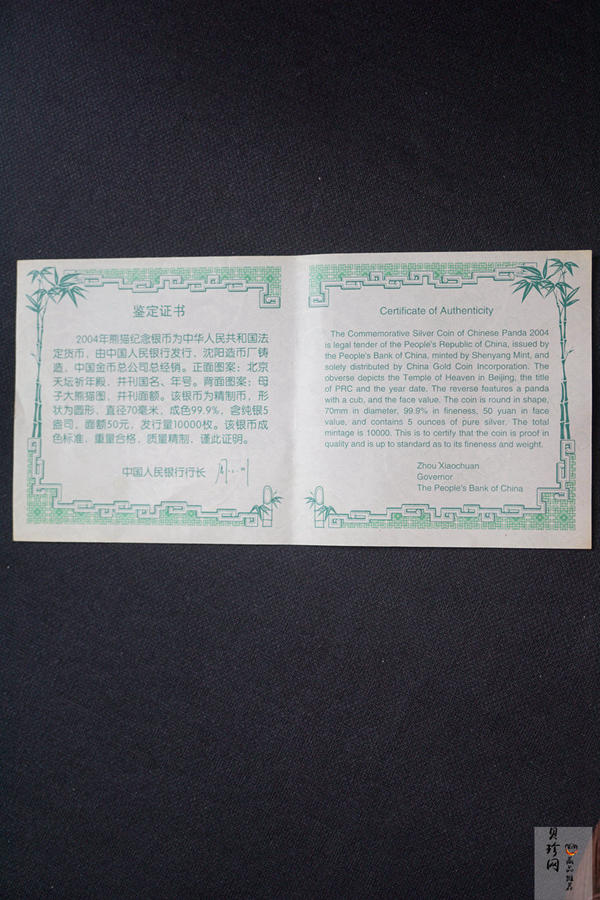 鉴定证书
2004年熊猫纪念银币为中华人民共和国法
定货币，由中国人民银行发行，沈阳造币厂铸
造，中国金币总公司总经销。正面图案：北京
天坛祈年殿，并刊国名、年号。背面图案：母
子大熊猫图，并刊面额。该银币为精制币，形
状为圆形，直径70毫米，成色99.9%，含纯银5
盎司，面额50元，发行量10000枚。该银币成
色标准，重量合格，质量精制，谨此证明。
中国人民银行行长
Certificate of Authenticity
The Commemorative Silver Coin of Chinese Panda 2004
is legal tender of the People's Republic of China, issued by
the People's Bank of China, minted by Shenyang Mint, and
solely distributed by China Gold Coin Incorporation. The
obverse depicts the Temple of Heaven in Beijing, the title
of PRC and the year date. The reverse features a panda
with a cub, and the face value. The coin is round in shape,
70mm in diameter, 99.9% in fineness, 50 yuan in face
value, and contains 5 ounces of pure silver. The total
mintage is 10000. This is to certify that the coin is proof in
quality and is up to standard as to its fineness and weight.
Zhou Xiaochuan
Governor
The People's Bank of China
贝珍网